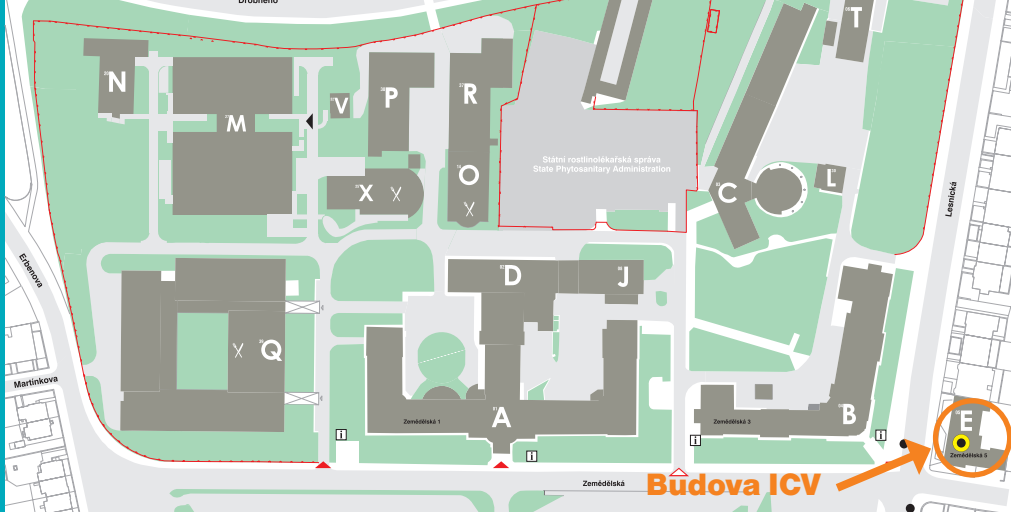 Drobného
T
N
V
P
R
M
Státní rostlinolékařská správa
State Phytosanitary Administration
X
O
C
L
Lesnická
Erbenova
D
J
Q
Martinkova
A
Zemědělská 1
Zemědělská 3
B
E
Zemědělská 5
i
i
i
i
Zemědělská
Budova ICV